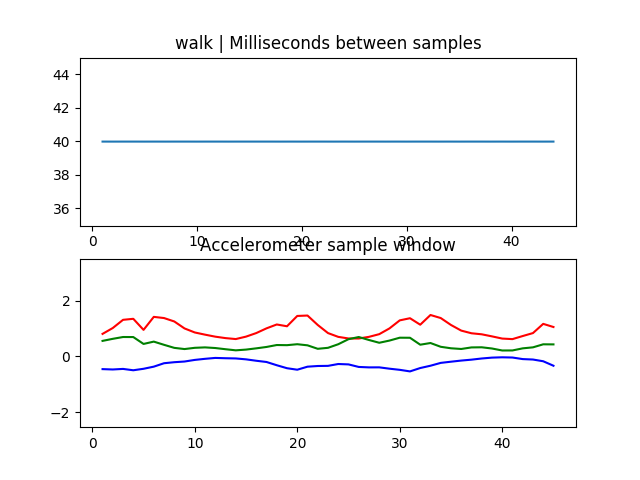 walk | Milliseconds between samples
44
42
40
38
36
0 10 20 30 40
Accelerometer sample window
2
0
−2
0 10 20 30 40